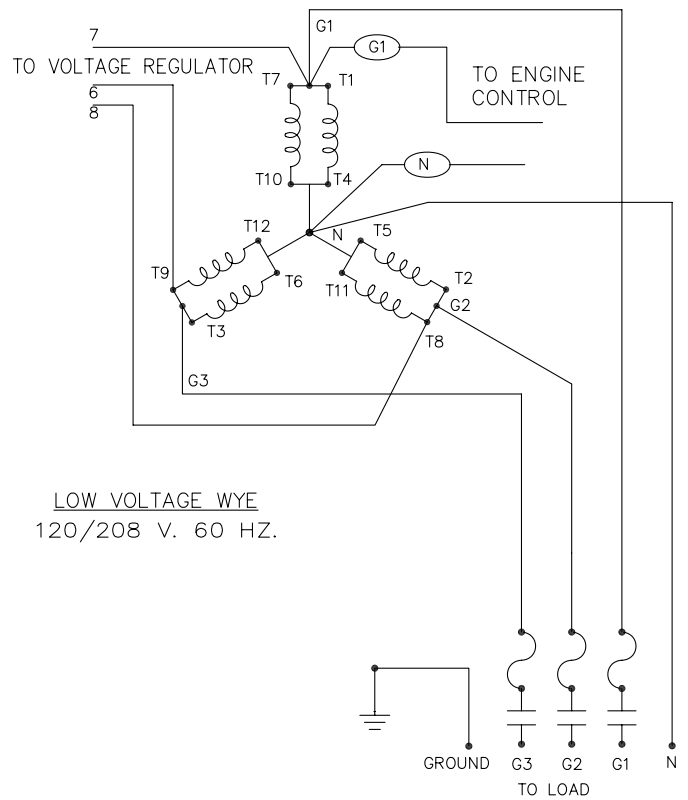 G1
7
G1
TO VOLTAGE REGULATOR
T7
T1
TO ENGINE
CONTROL
6
8
N
T10
T4
T12
N
T5
T9
T6
T11
T2
T3
G2
T8
G3
LOW VOLTAGE WYE
120/208 V. 60 HZ.
GROUND
G3
G2
G1
N
TO LOAD